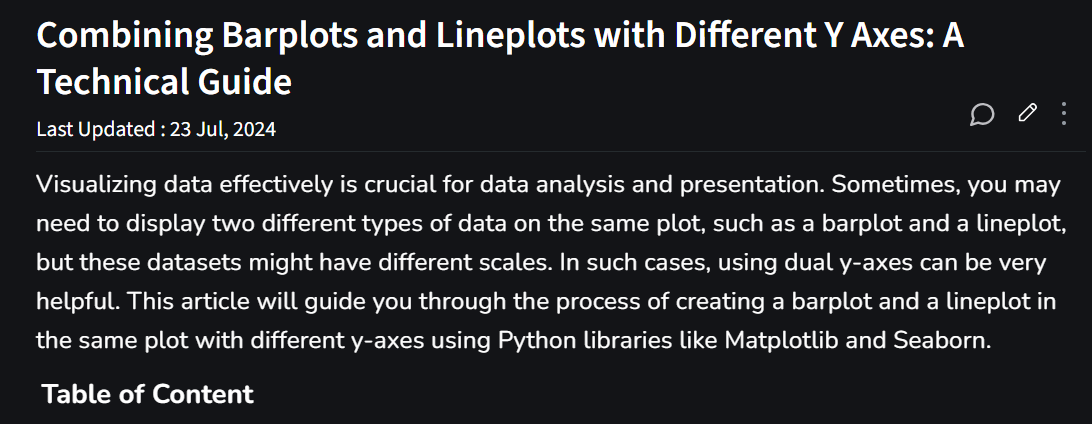 Combining Barplots and Lineplots with Different Y Axes: A
Technical Guide
Last Updated : 23 Jul, 2024
Visualizing data effectively is crucial for data analysis and presentation. Sometimes, you may
need to display two different types of data on the same plot, such as a barplot and a lineplot,
but these datasets might have different scales. In such cases, using dual y-axes can be very
helpful. This article will guide you through the process of creating a barplot and a lineplot in
the same plot with different y-axes using Python libraries like Matplotlib and Seaborn.
Table of Content